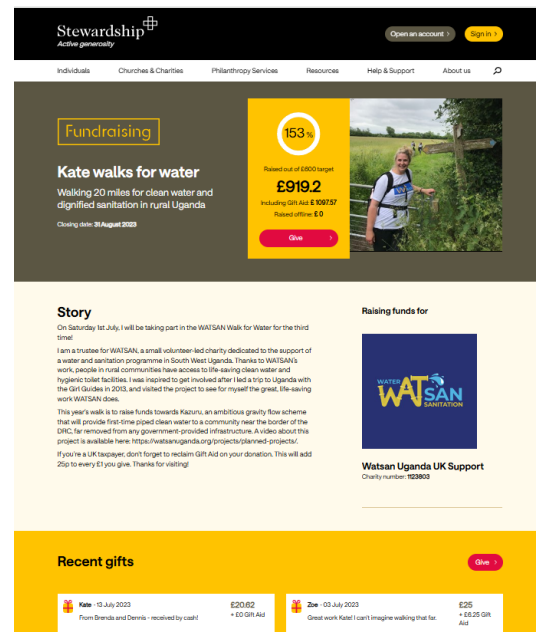 Stewardship
Active generosity
Open an account >
Sign in >
Individuals
Churches & Charities
Philanthropy Services
Resources
Help & Support
About us
Fundraising
Kate walks for water
Walking 20 miles for clean water and
dignified sanitation in rural Uganda
Closing date: 31 August 2023
153 %
Raised out of £600 target
£919.2
Including Gift Aid: £ 1097.57
Raised offline: £ 0
Give >
Story
On Saturday 1st July, I will be taking part in the WATSAN Walk for Water for the third
time!
I am a trustee for WATSAN, a small volunteer-led charity dedicated to the support of
a water and sanitation programme in South West Uganda. Thanks to WATSAN's
work, people in rural communities have access to life-saving clean water and
hygienic toilet facilities. I was inspired to get involved after I led a trip to Uganda with
the Girl Guides in 2013, and visited the project to see for myself the great, life-saving
work WATSAN does.
This year's walk is to raise funds towards Kazuru, an ambitious gravity flow scheme
that will provide first-time piped clean water to a community near the border of the
DRC, far removed from any government-provided infrastructure. A video about this
project is available here: https://watsanuganda.org/projects/planned-projects/.
If you're a UK taxpayer, don't forget to reclaim Gift Aid on your donation. This will add
25p to every £1 you give. Thanks for visiting!
Raising funds for
WATER
WATSAN
SANITATION
Watsan Uganda UK Support
Charity number: 1123803
Recent gifts
Give >
Kate - 13 July 2023
£20.62
+ £0 Gift Aid
From Brenda and Dennis - received by cash!
Zoe - 03 July 2023
£25
+ £6.25 Gift
Aid
Great work Kate! I can't imagine walking that far.